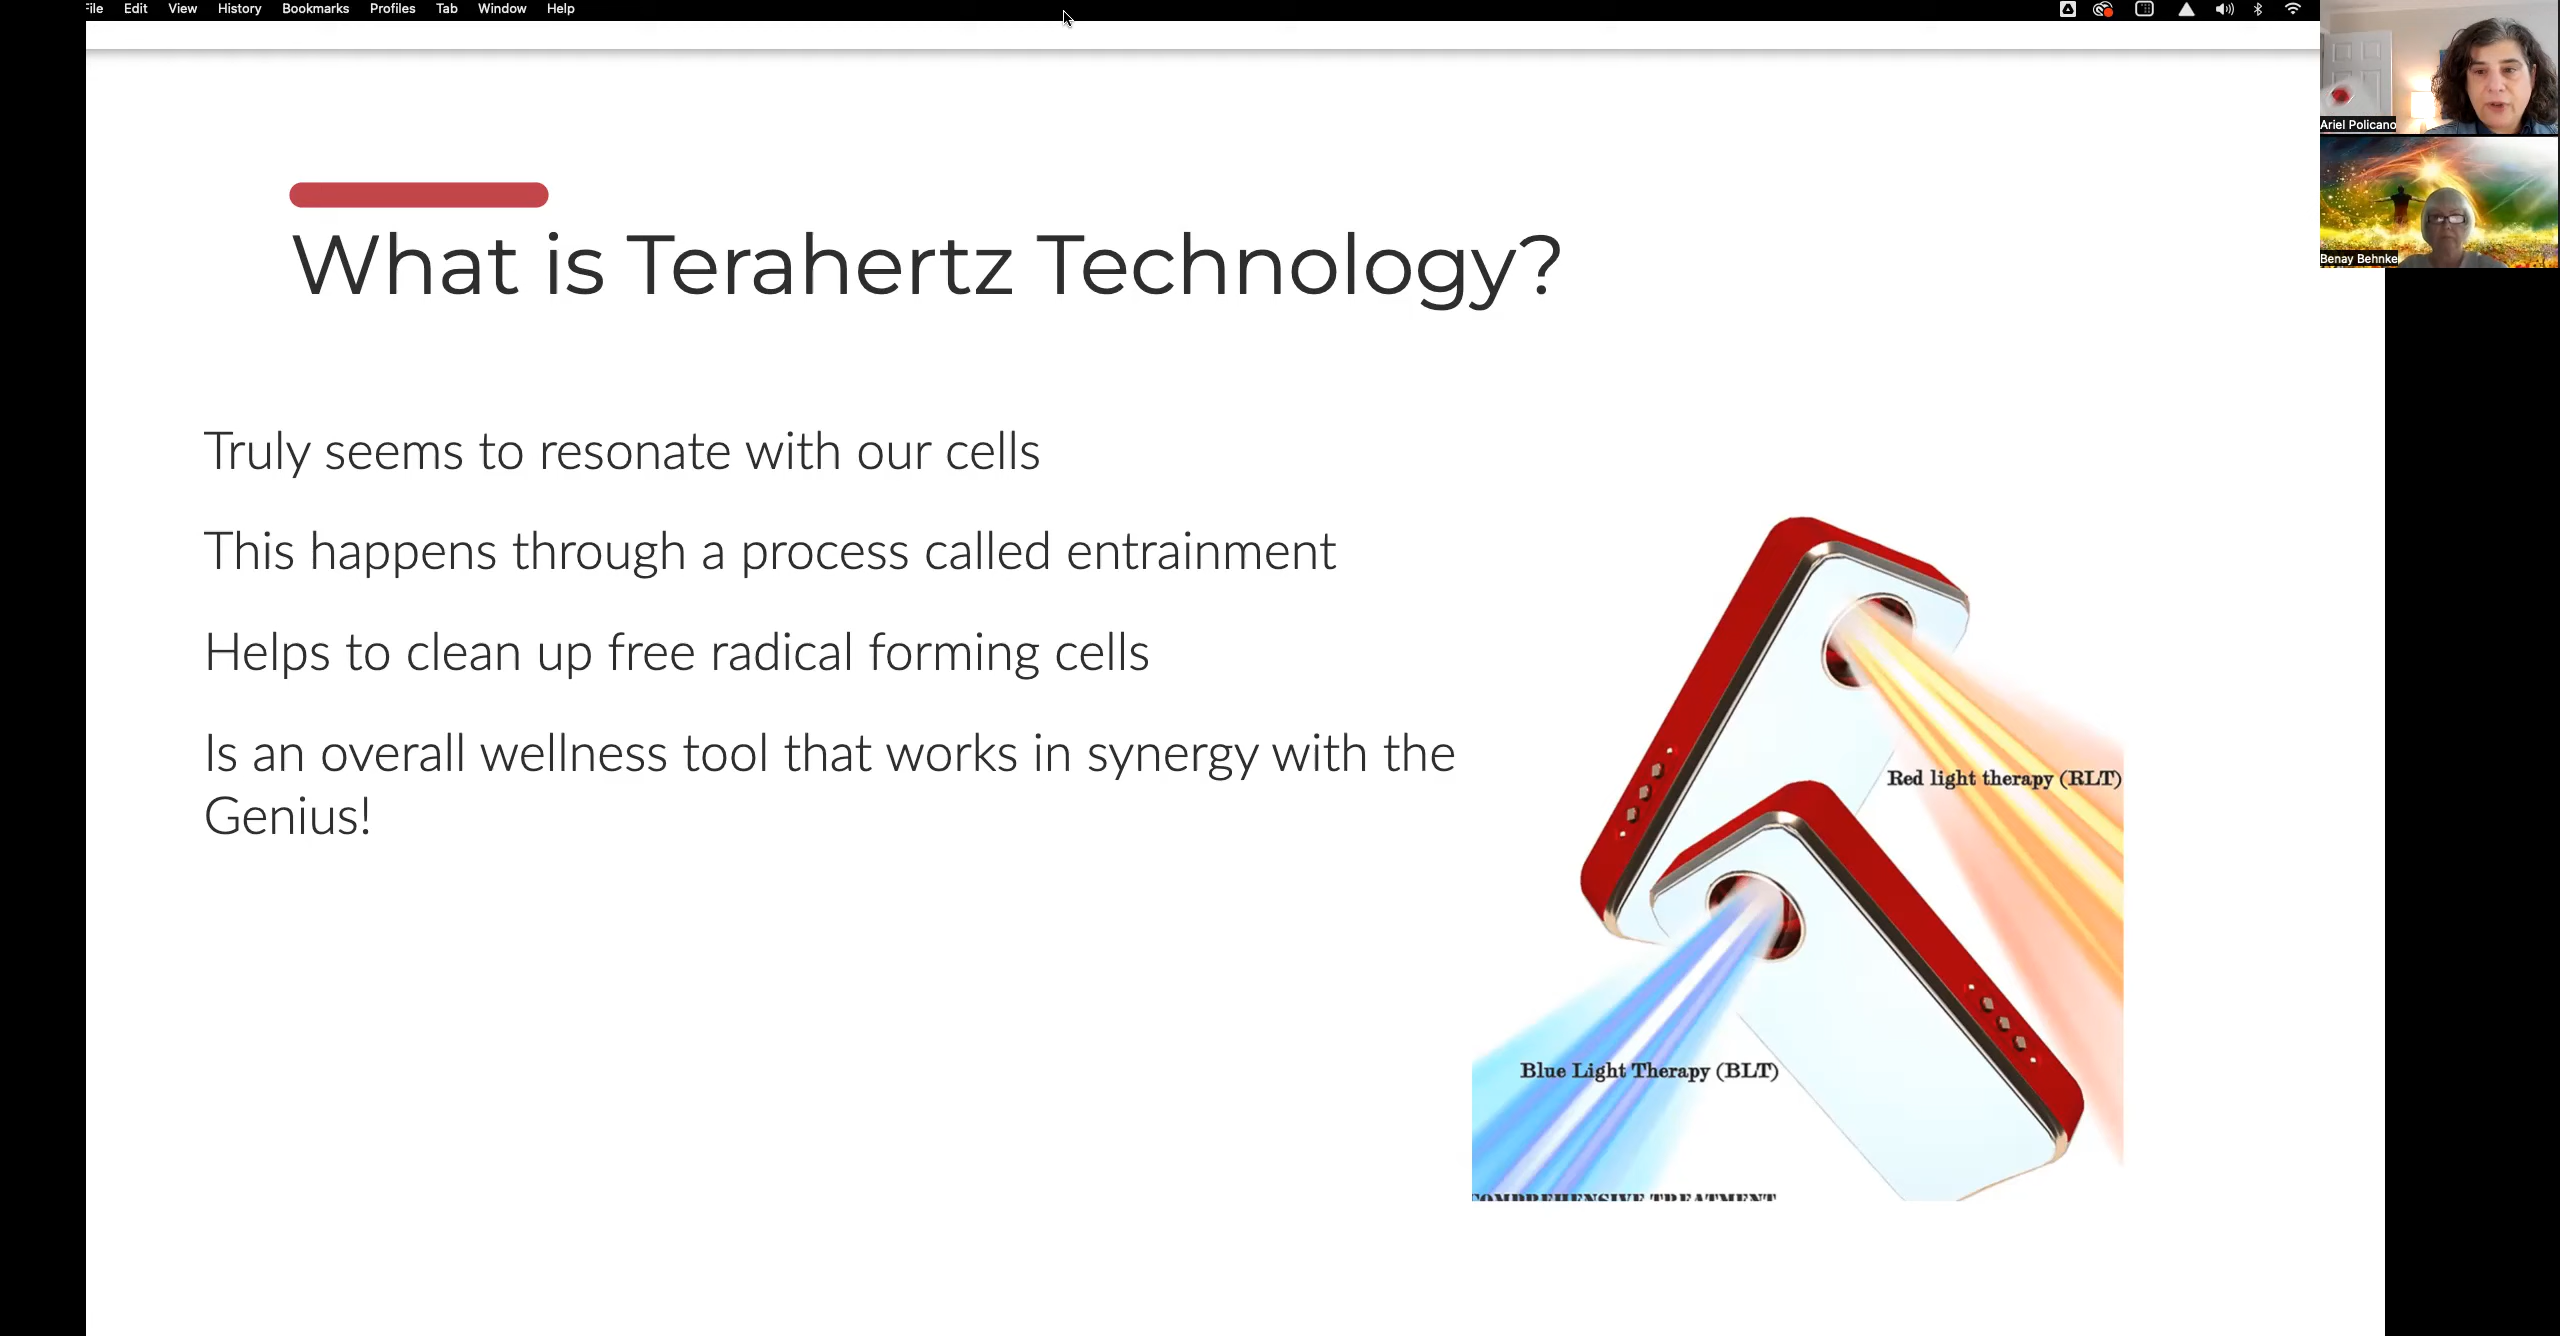 File Edit View History Bookmarks Profiles Tab Window Help
Ariel Policano
Benay Behnke
What is Terahertz Technology?
Truly seems to resonate with our cells
This happens through a process called entrainment
Helps to clean up free radical forming cells
Is an overall wellness tool that works in synergy with the
Genius!
Red light therapy (RLT)
Blue Light Therapy (BLT)
COMPREHENSIVE TREATMENT